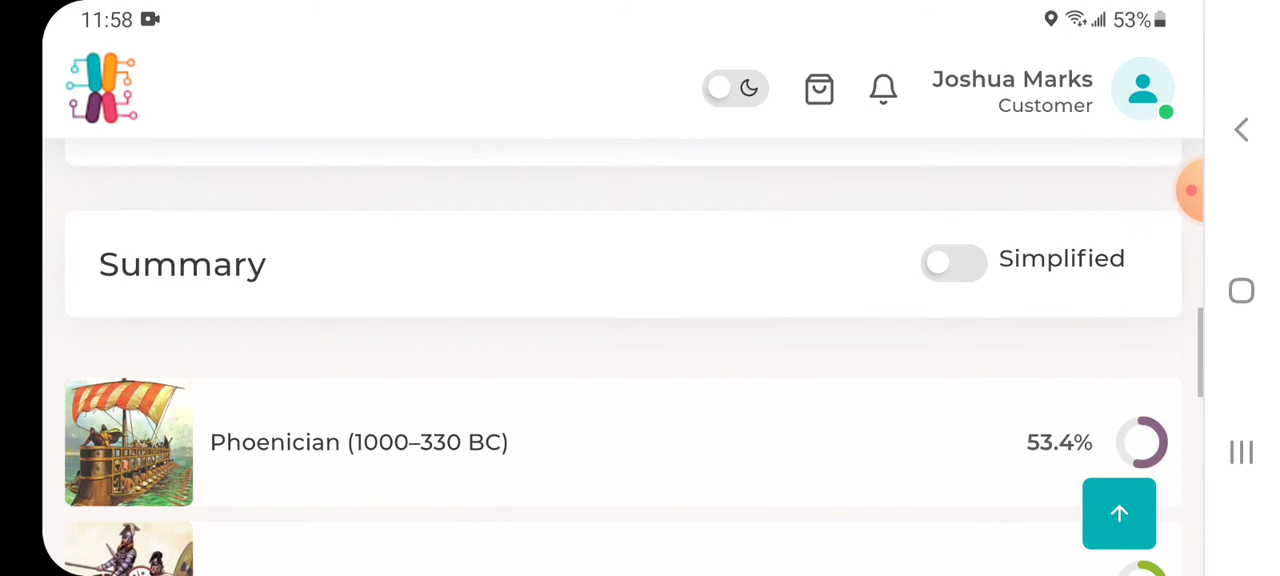 11:58 53%
Joshua Marks
Customer
Summary Simplified
Phoenician (1000–330 BC) 53.4%